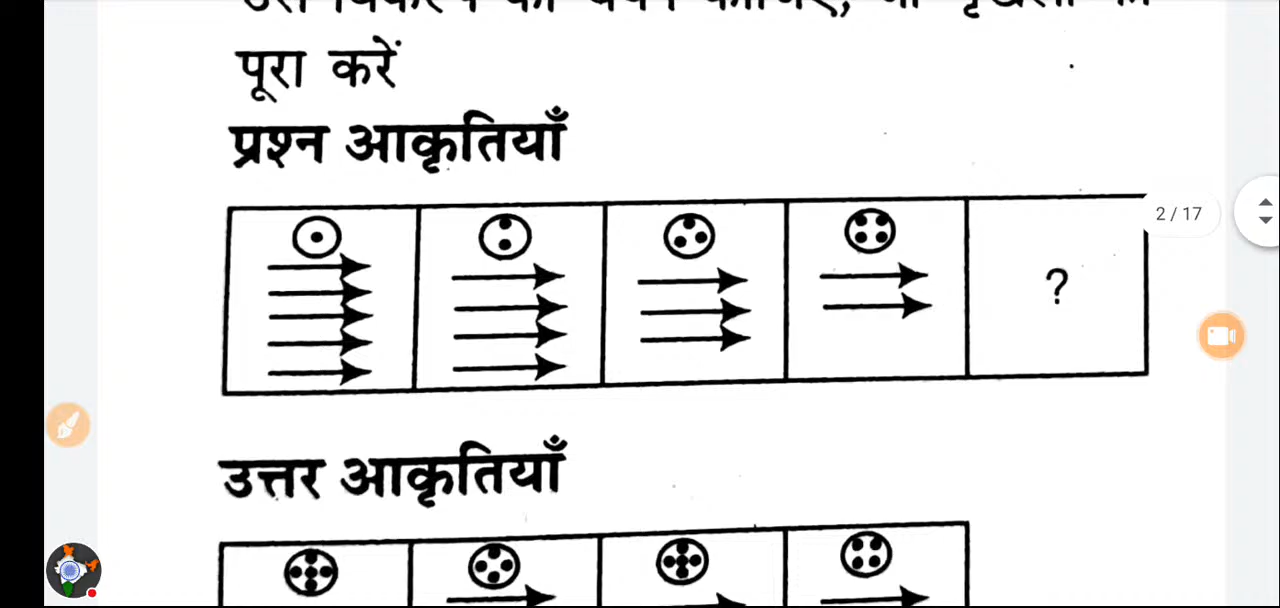 पूरा करें
प्रश्न आकृतियाँ
?
2 / 17
उत्तर आकृतियाँ